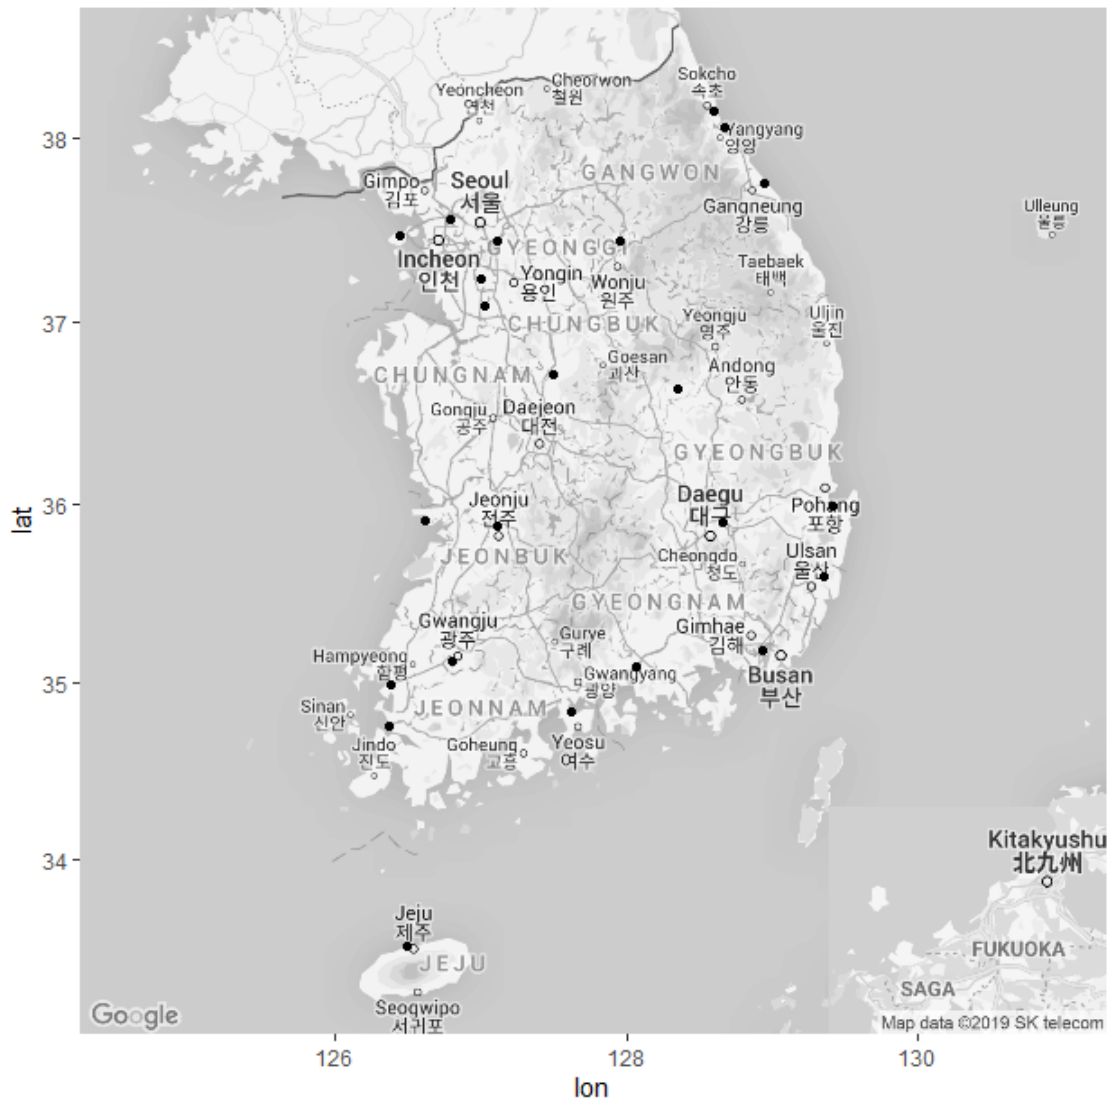 Sokcho
속초
Cheorwon
철원
Yeoncheon
연천
38
Yangyang
양양
GANGWON
Seoul
서울
Gimpo
김포
Gangneung
강릉
Ulleung
울릉
GYEONGGI
Incheon
인천
Yongin
용인
Wonju
원주
Taebaek
태백
37
CHUNGBUK
Yeongju
영주
Uljin
울진
Goesan
괴산
Andong
안동
CHUNGNAM
Gongju
공주
Daejeon
대전
GYEONGBUK
36
lat
Jeonju
전주
Daegu
대구
Pohang
포항
JEONBUK
Cheongdo
청도
Ulsan
울산
GYEONGNAM
Gwangju
광주
Gurye
구례
Gimhae
김해
Hampyeong
함평
35
Gwangyang
광양
Busan
부산
Sinan
신안
JEONNAM
Jindo
진도
Goheung
고흥
Yeosu
여수
34
Kitakyushu
北九州
Jeju
제주
JEJU
FUKUOKA
SAGA
Seogwipo
서귀포
Google
Map data ©2019 SK telecom
126
128
130
lon